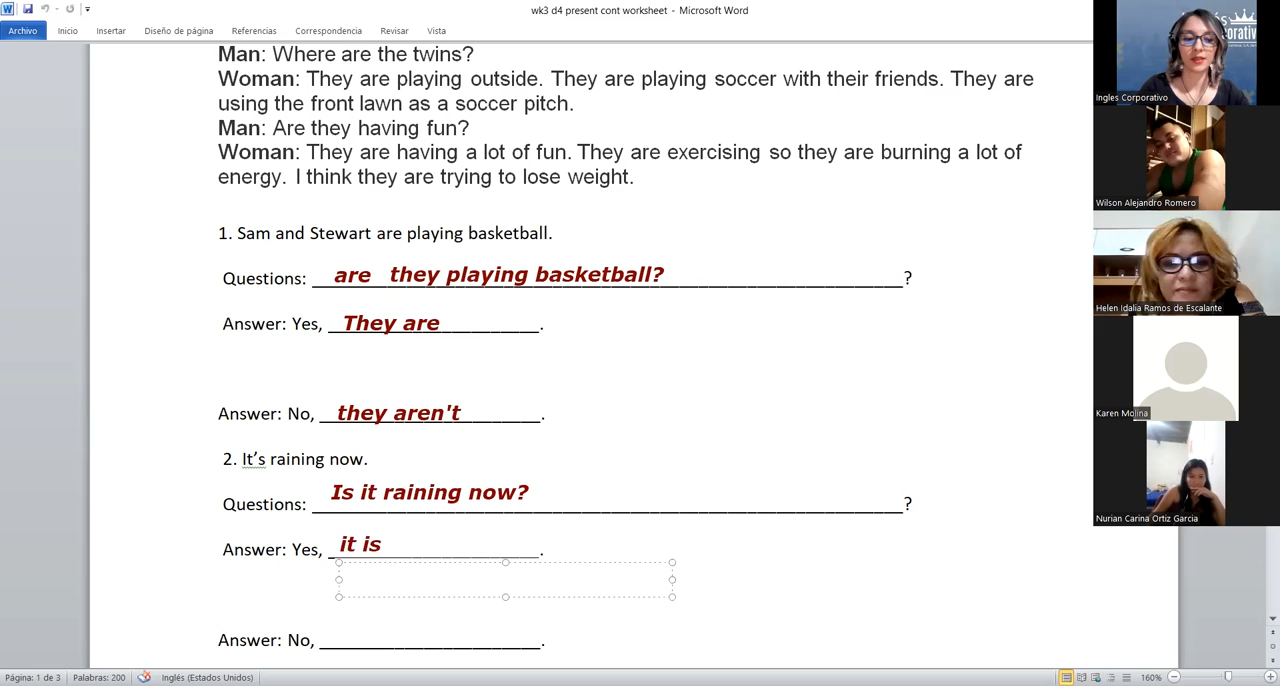 wk3 d4 present cont worksheet - Microsoft Word
Archivo Inicio Insertar Diseño de página Referencias Correspondencia Revisar Vista
Man: Where are the twins?
Woman: They are playing outside. They are playing soccer with their friends. They are
using the front lawn as a soccer pitch.
Man: Are they having fun?
Woman: They are having a lot of fun. They are exercising so they are burning a lot of
energy. I think they are trying to lose weight.
1. Sam and Stewart are playing basketball.
Questions: are they playing basketball? ?
Answer: Yes, They are .
Answer: No, they aren't .
2. It's raining now.
Questions: Is it raining now? ?
Answer: Yes, it is .
Answer: No, ______________________.
Página: 1 de 3 Palabras: 200 Inglés (Estados Unidos) 160%
Ingles Corporativo
Wilson Alejandro Romero
Helen Idalia Ramos de Escalante
Karen Molina
Nurian Carina Ortiz Garcia